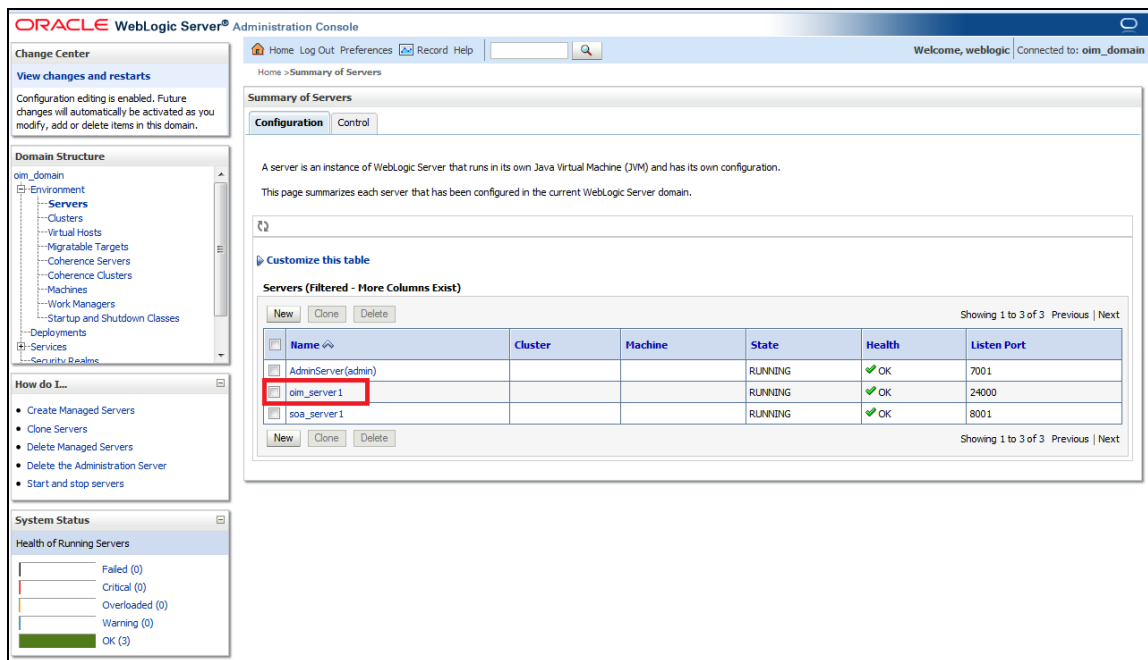 ORACLE WebLogic Server® Administration Console
Change Center
View changes and restarts
Configuration editing is enabled. Future
changes will automatically be activated as you
modify, add or delete items in this domain.
Domain Structure
oim_domain
Environment
Servers
Clusters
Virtual Hosts
Migratable Targets
Coherence Servers
Coherence Clusters
Machines
Work Managers
Startup and Shutdown Classes
Deployments
Services
Security Realms
How do I...
Create Managed Servers
Clone Servers
Delete Managed Servers
Delete the Administration Server
Start and stop servers
System Status
Health of Running Servers
Failed (0)
Critical (0)
Overloaded (0)
Warning (0)
OK (3)
Home Log Out Preferences Record Help
Welcome, weblogic Connected to: oim_domain
Home >Summary of Servers
Summary of Servers
Configuration Control
A server is an instance of WebLogic Server that runs in its own Java Virtual Machine (JVM) and has its own configuration.
This page summarizes each server that has been configured in the current WebLogic Server domain.
Customize this table
Servers (Filtered - More Columns Exist)
New Clone Delete Showing 1 to 3 of 3 Previous | Next
Name Cluster Machine State Health Listen Port
AdminServer(admin) RUNNING OK 7001
oim_server1 RUNNING OK 24000
soa_server1 RUNNING OK 8001
New Clone Delete Showing 1 to 3 of 3 Previous | Next